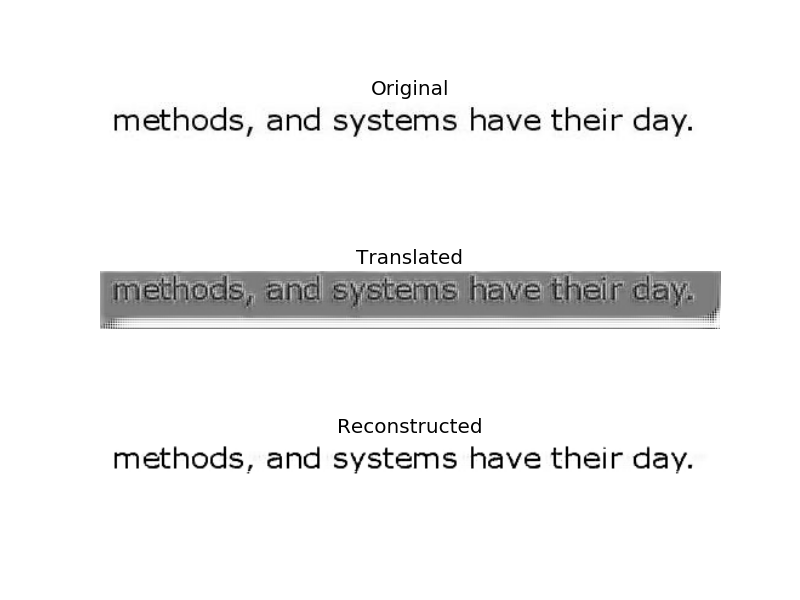 Original
methods, and systems have their day.
Translated
methods, and systems have their day.
Reconstructed
methods, and systems have their day.